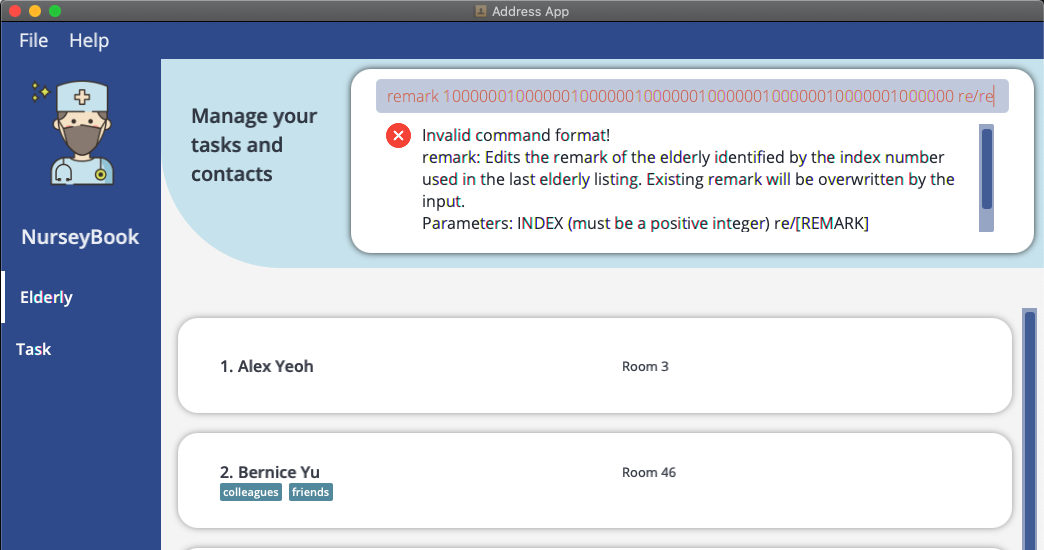 Address App
File Help
Manage your
tasks and
contacts
remark 10000001000000100000010000001000000100000010000001000000 re/re
Invalid command format!
remark: Edits the remark of the elderly identified by the index number
used in the last elderly listing. Existing remark will be overwritten by the
input.
Parameters: INDEX (must be a positive integer) re/[REMARK]
NurseyBook
Elderly
Task
1. Alex Yeoh
Room 3
2. Bernice Yu
Room 46
colleagues friends